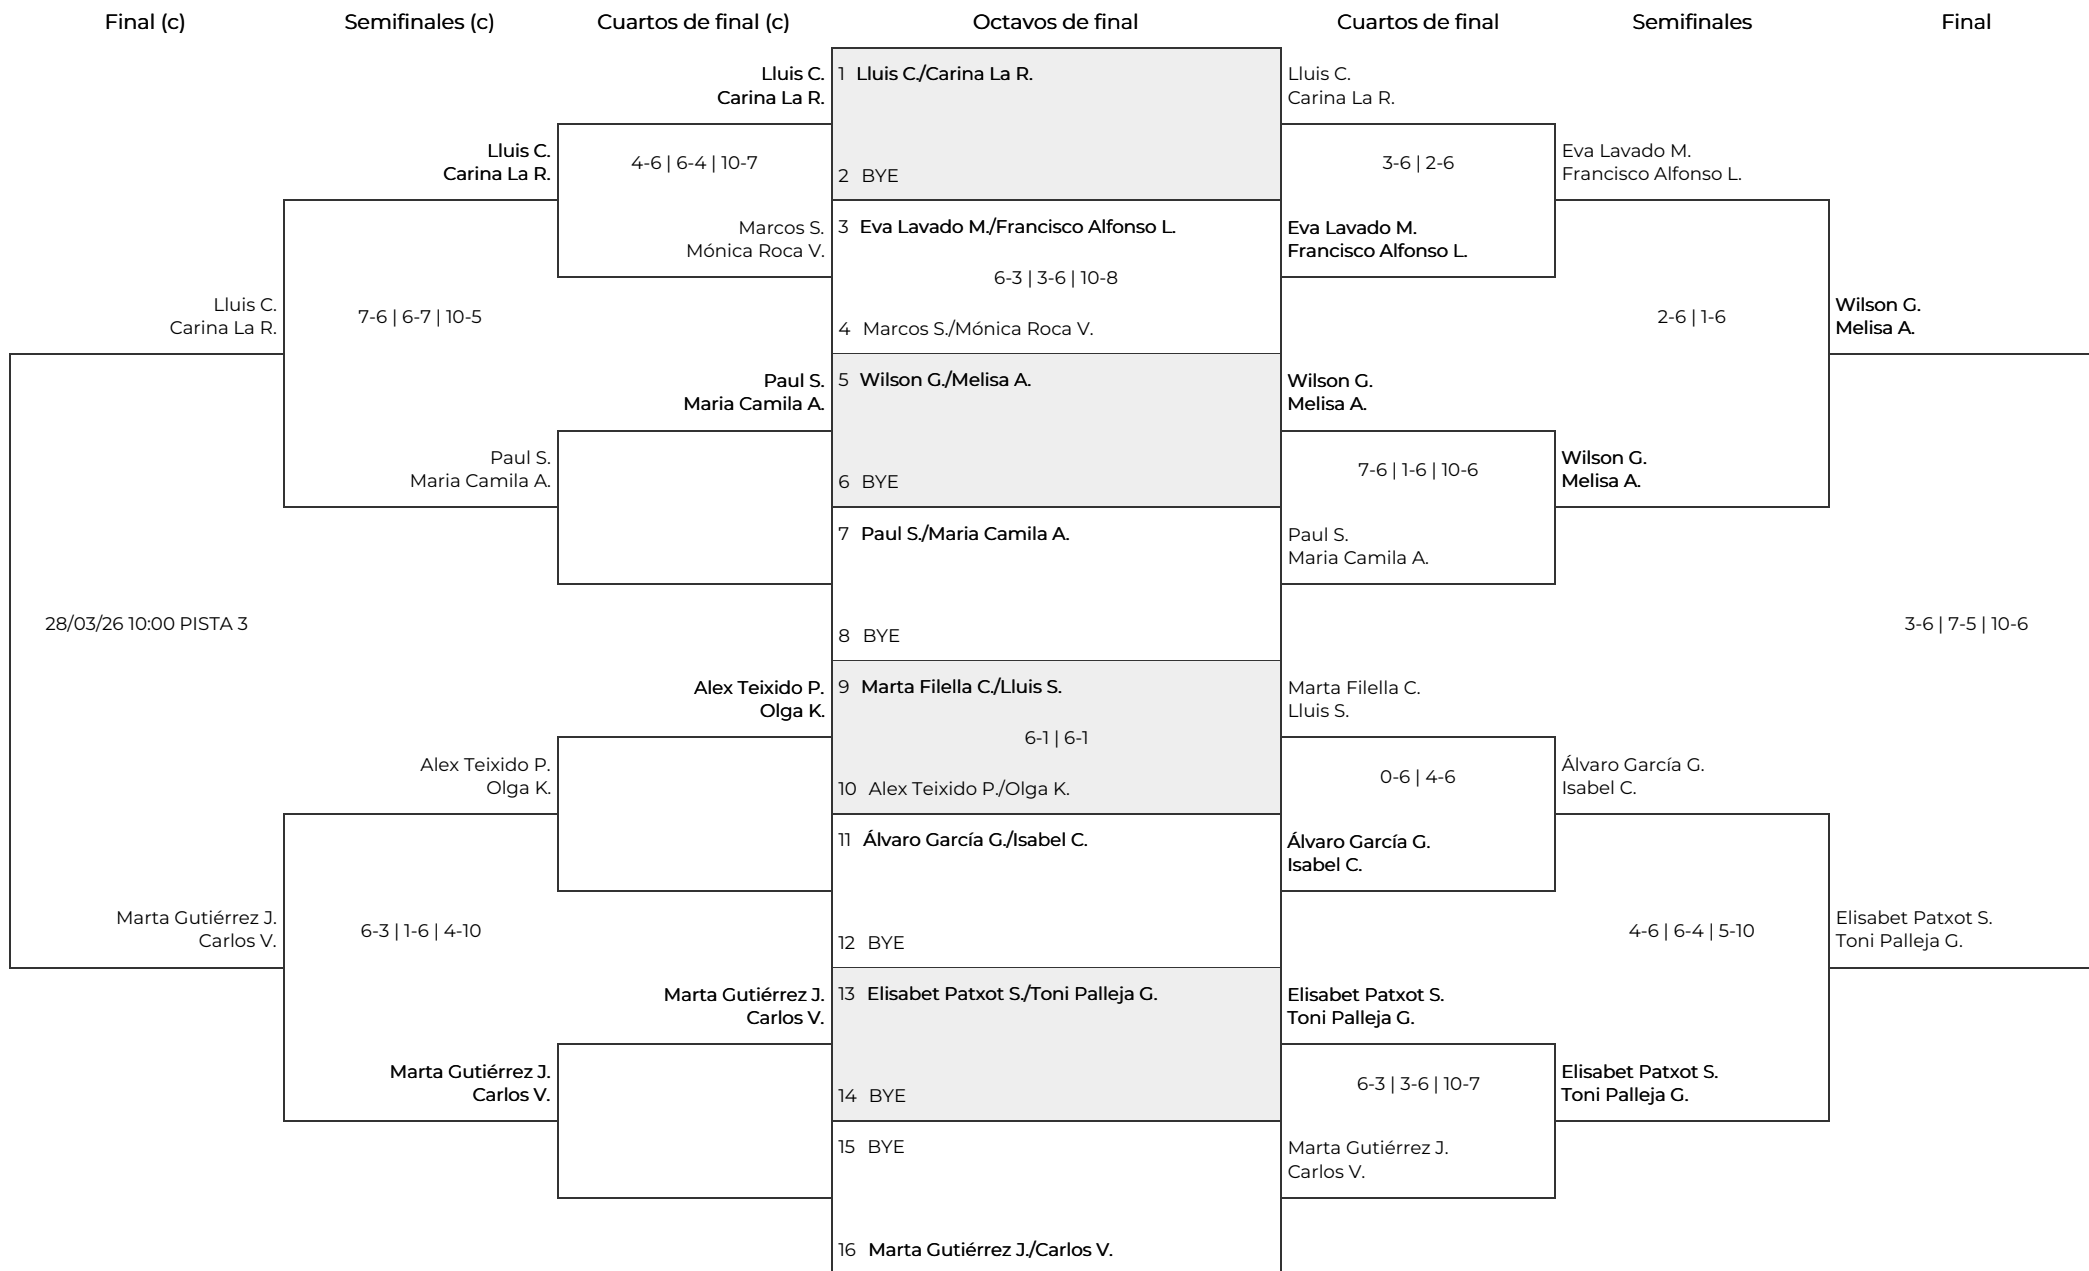 Final (c)
Semifinales (c)
Cuartos de final (c)
Octavos de final
Cuartos de final
Semifinales
Final
Lluis C.
Carina La R.
1 Lluis C./Carina La R.
Lluis C.
Carina La R.
Lluis C.
Carina La R.
4-6 | 6-4 | 10-7
2 BYE
3-6 | 2-6
Eva Lavado M.
Francisco Alfonso L.
Marcos S.
Mónica Roca V.
3 Eva Lavado M./Francisco Alfonso L.
Eva Lavado M.
Francisco Alfonso L.
6-3 | 3-6 | 10-8
Lluis C.
Carina La R.
7-6 | 6-7 | 10-5
4 Marcos S./Mónica Roca V.
2-6 | 1-6
Wilson G.
Melisa A.
Paul S.
Maria Camila A.
5 Wilson G./Melisa A.
Wilson G.
Melisa A.
Paul S.
Maria Camila A.
6 BYE
7-6 | 1-6 | 10-6
Wilson G.
Melisa A.
7 Paul S./Maria Camila A.
Paul S.
Maria Camila A.
28/03/26 10:00 PISTA 3
8 BYE
3-6 | 7-5 | 10-6
Alex Teixido P.
Olga K.
9 Marta Filella C./Lluis S.
Marta Filella C.
Lluis S.
6-1 | 6-1
Alex Teixido P.
Olga K.
10 Alex Teixido P./Olga K.
0-6 | 4-6
Álvaro García G.
Isabel C.
11 Álvaro García G./Isabel C.
Álvaro García G.
Isabel C.
Marta Gutiérrez J.
Carlos V.
6-3 | 1-6 | 4-10
12 BYE
4-6 | 6-4 | 5-10
Elisabet Patxot S.
Toni Palleja G.
Marta Gutiérrez J.
Carlos V.
13 Elisabet Patxot S./Toni Palleja G.
Elisabet Patxot S.
Toni Palleja G.
Marta Gutiérrez J.
Carlos V.
14 BYE
6-3 | 3-6 | 10-7
Elisabet Patxot S.
Toni Palleja G.
15 BYE
Marta Gutiérrez J.
Carlos V.
16 Marta Gutiérrez J./Carlos V.